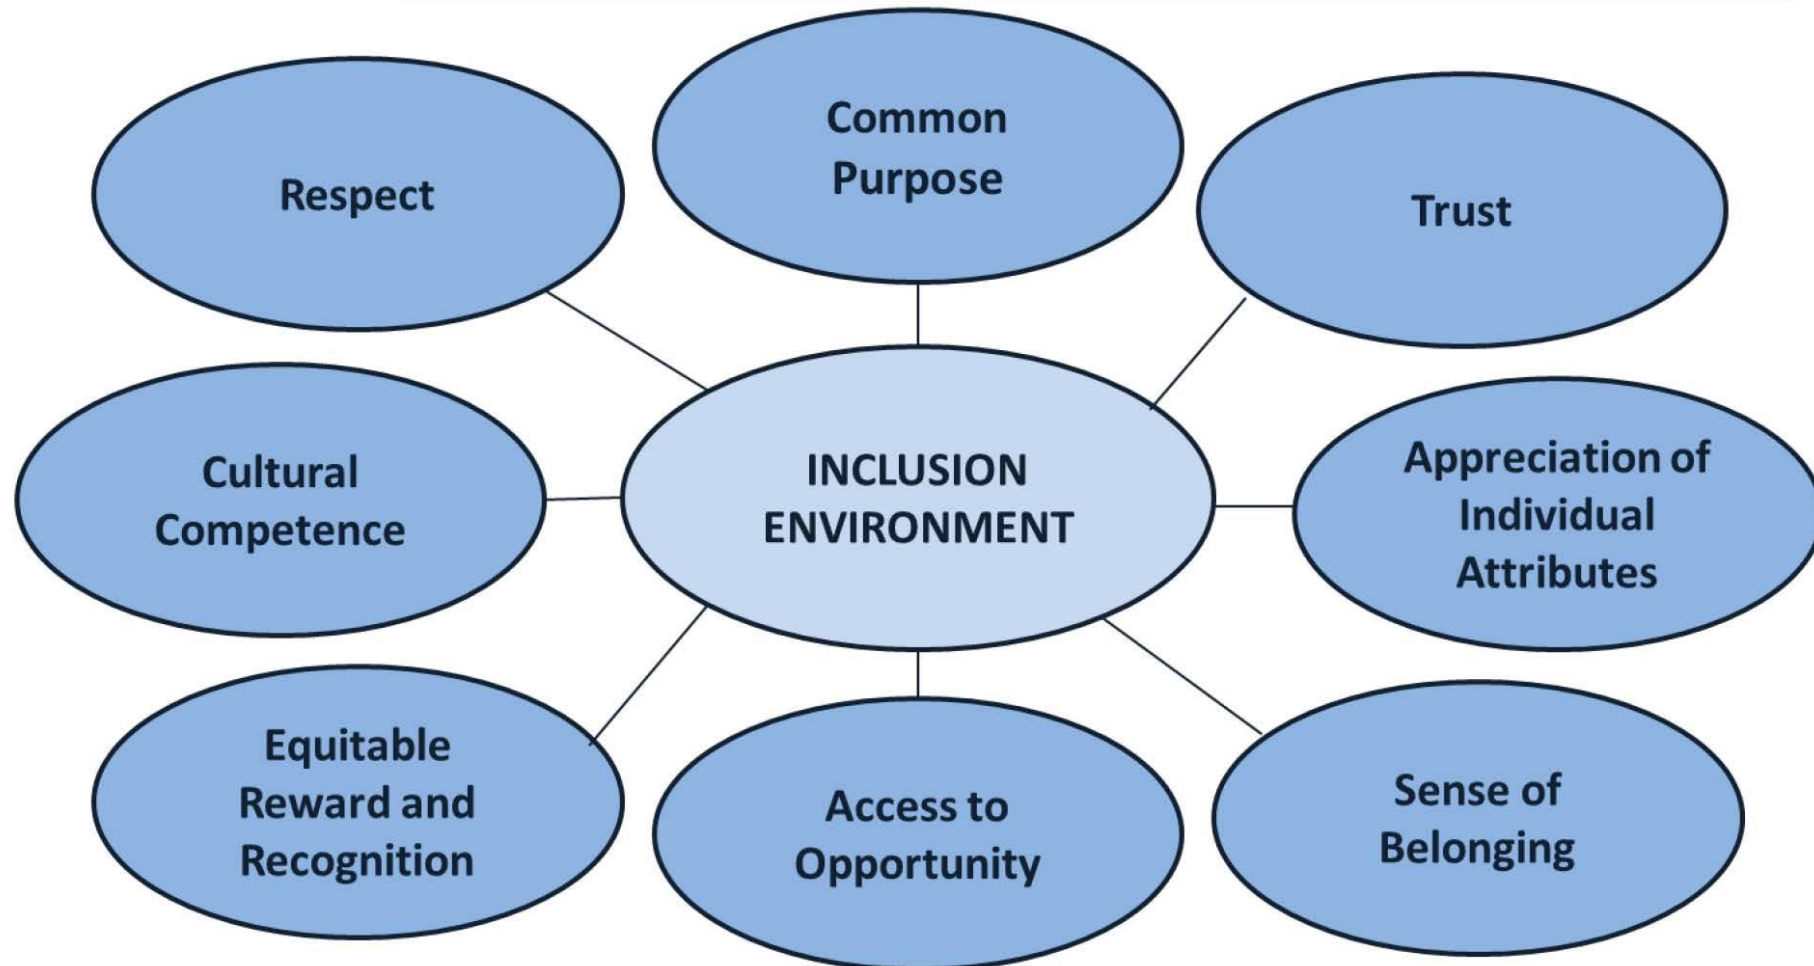 Common
Purpose
Respect
Trust
Cultural
Competence
INCLUSION
ENVIRONMENT
Appreciation of
Individual
Attributes
Equitable
Reward and
Recognition
Access to
Opportunity
Sense of
Belonging